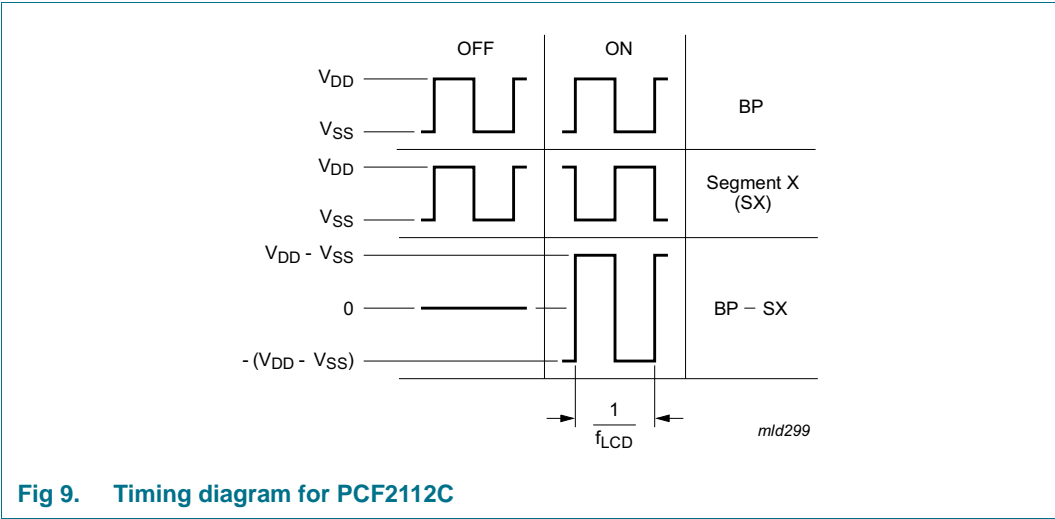 OFF ON
VDD
VSS
BP
VDD
VSS
Segment X
(SX)
VDD - VSS
0
- (VDD - VSS)
BP − SX
1
fLCD
mld299
Fig 9. Timing diagram for PCF2112C